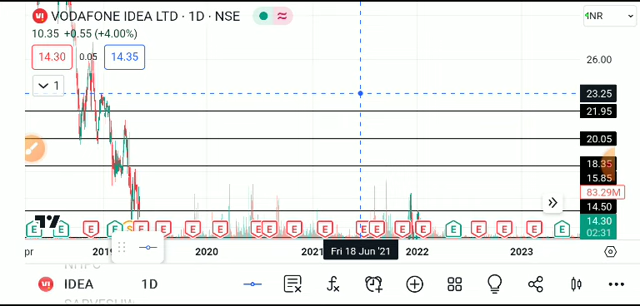 VODAFONE IDEA LTD · 1D · NSE
INR
10.35 +0.55 (+4.00%)
14.30 0.05 14.35
1
26.00
23.25
21.95
20.05
18.35
15.85
83.29M
14.50
14.30
02:31
E E E E S E E E E E E E E E E E E E E E E
pr 2019 2020 2021 Fri 18 Jun '21 2022 2023
IDEA 1D